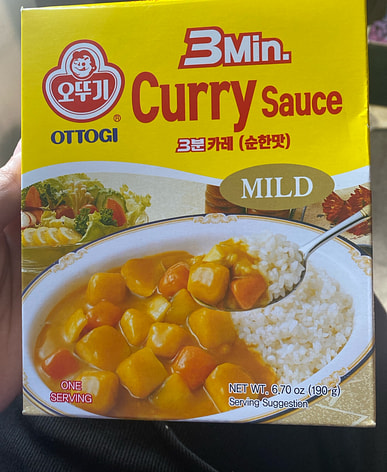 3Min.
오뚜기
®
OTTOGI
Curry Sauce
3분 카레 (순한맛)
MILD
ONE
SERVING
NET WT. 6.70 oz (190 g)
Serving Suggestion